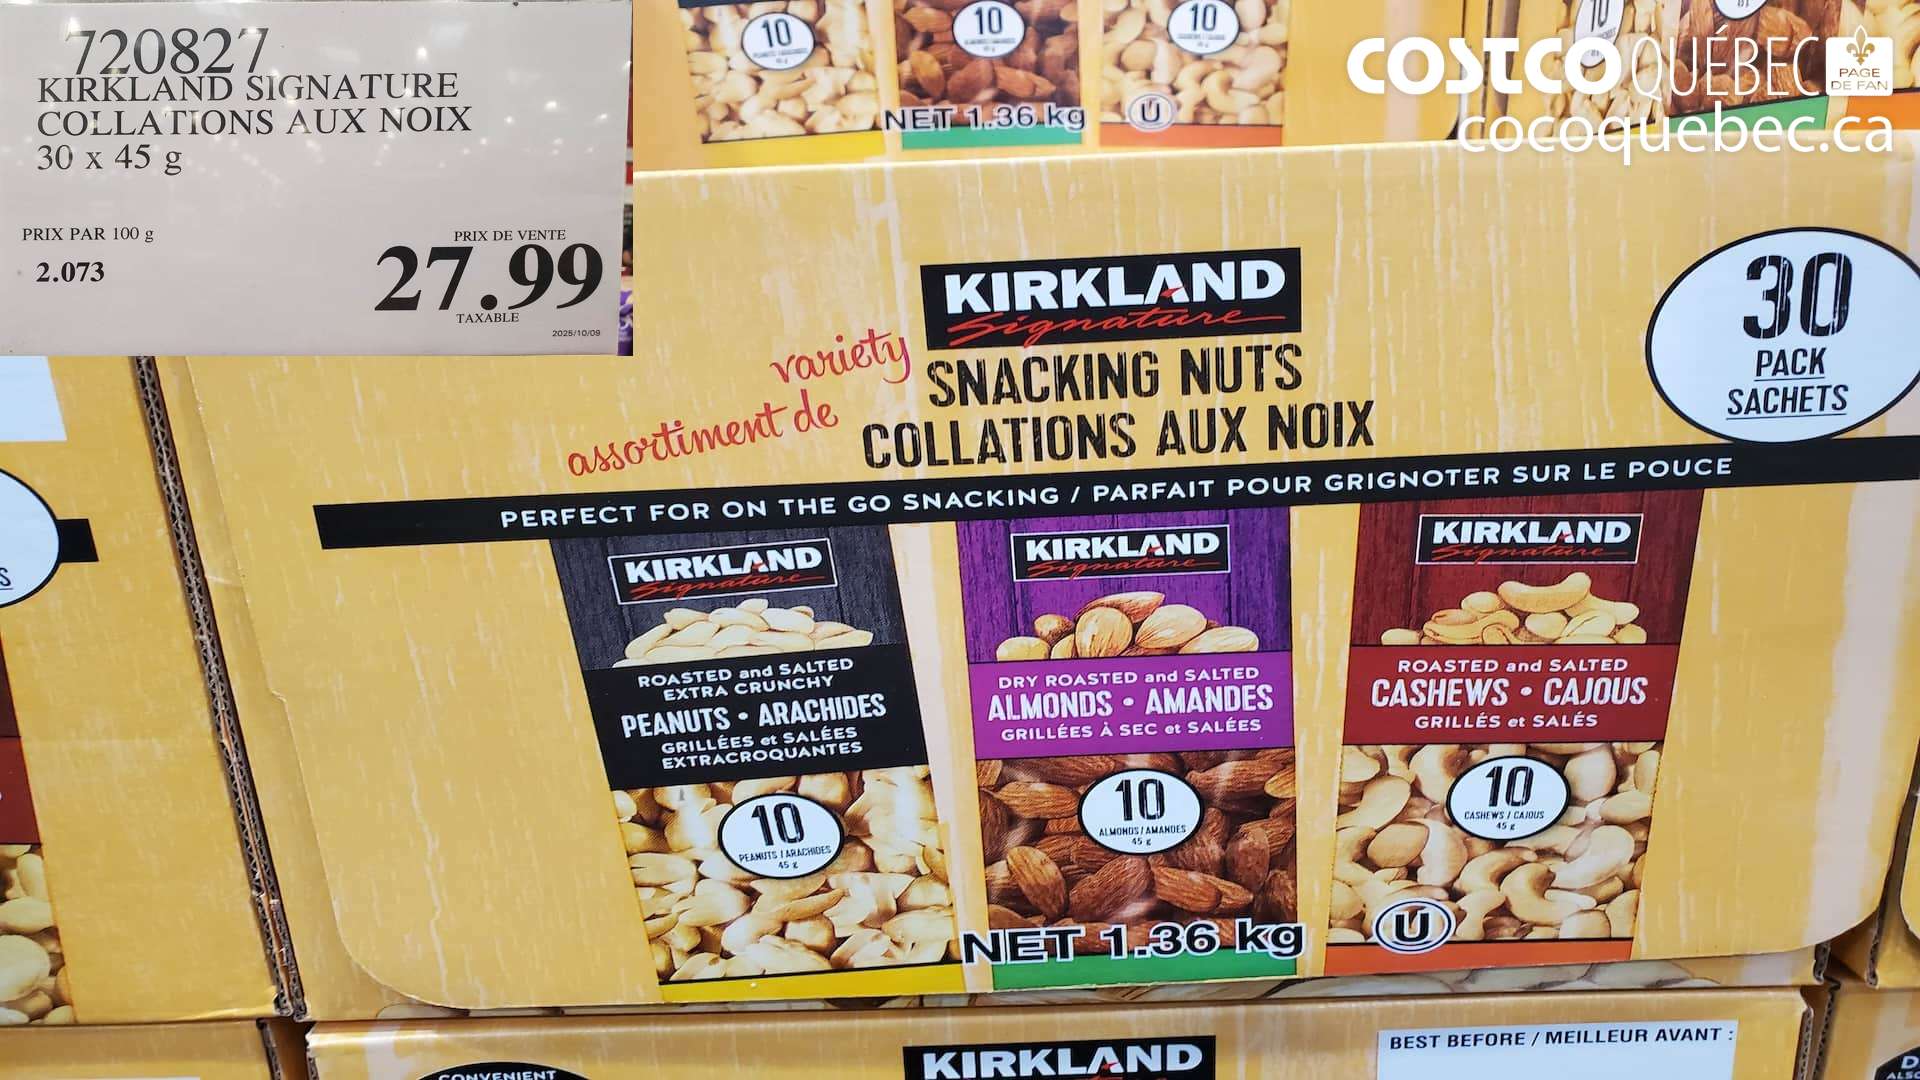 720827
KIRKLAND SIGNATURE
COLLATIONS AUX NOIX
30 x 45 g
PRIX PAR 100 g
2.073
PRIX DE VENTE
27.99
TAXABLE
2025/10/09
COSTCO QUÉBEC
PAGE
DE FAN
cocoquebec.ca
10
10
10
10
NET 1.36 kg
U
KIRKLAND
Signature
variety SNACKING NUTS
assortiment de COLLATIONS AUX NOIX
30
PACK
SACHETS
PERFECT FOR ON THE GO SNACKING / PARFAIT POUR GRIGNOTER SUR LE POUCE
KIRKLAND
Signature
ROASTED and SALTED
EXTRA CRUNCHY
PEANUTS • ARACHIDES
GRILLÉES et SALÉES
EXTRACROQUANTES
10
PEANUTS / ARACHIDES
45 g
KIRKLAND
Signature
DRY ROASTED and SALTED
ALMONDS • AMANDES
GRILLÉES À SEC et SALÉES
10
ALMONDS / AMANDES
45 g
KIRKLAND
Signature
ROASTED and SALTED
CASHEWS • CAJOUS
GRILLÉS et SALÉS
10
CASHEWS / CAJOUS
45 g
NET 1.36 kg
U
S
CONVENIENT
KIRKLAND
BEST BEFORE / MEILLEUR AVANT :